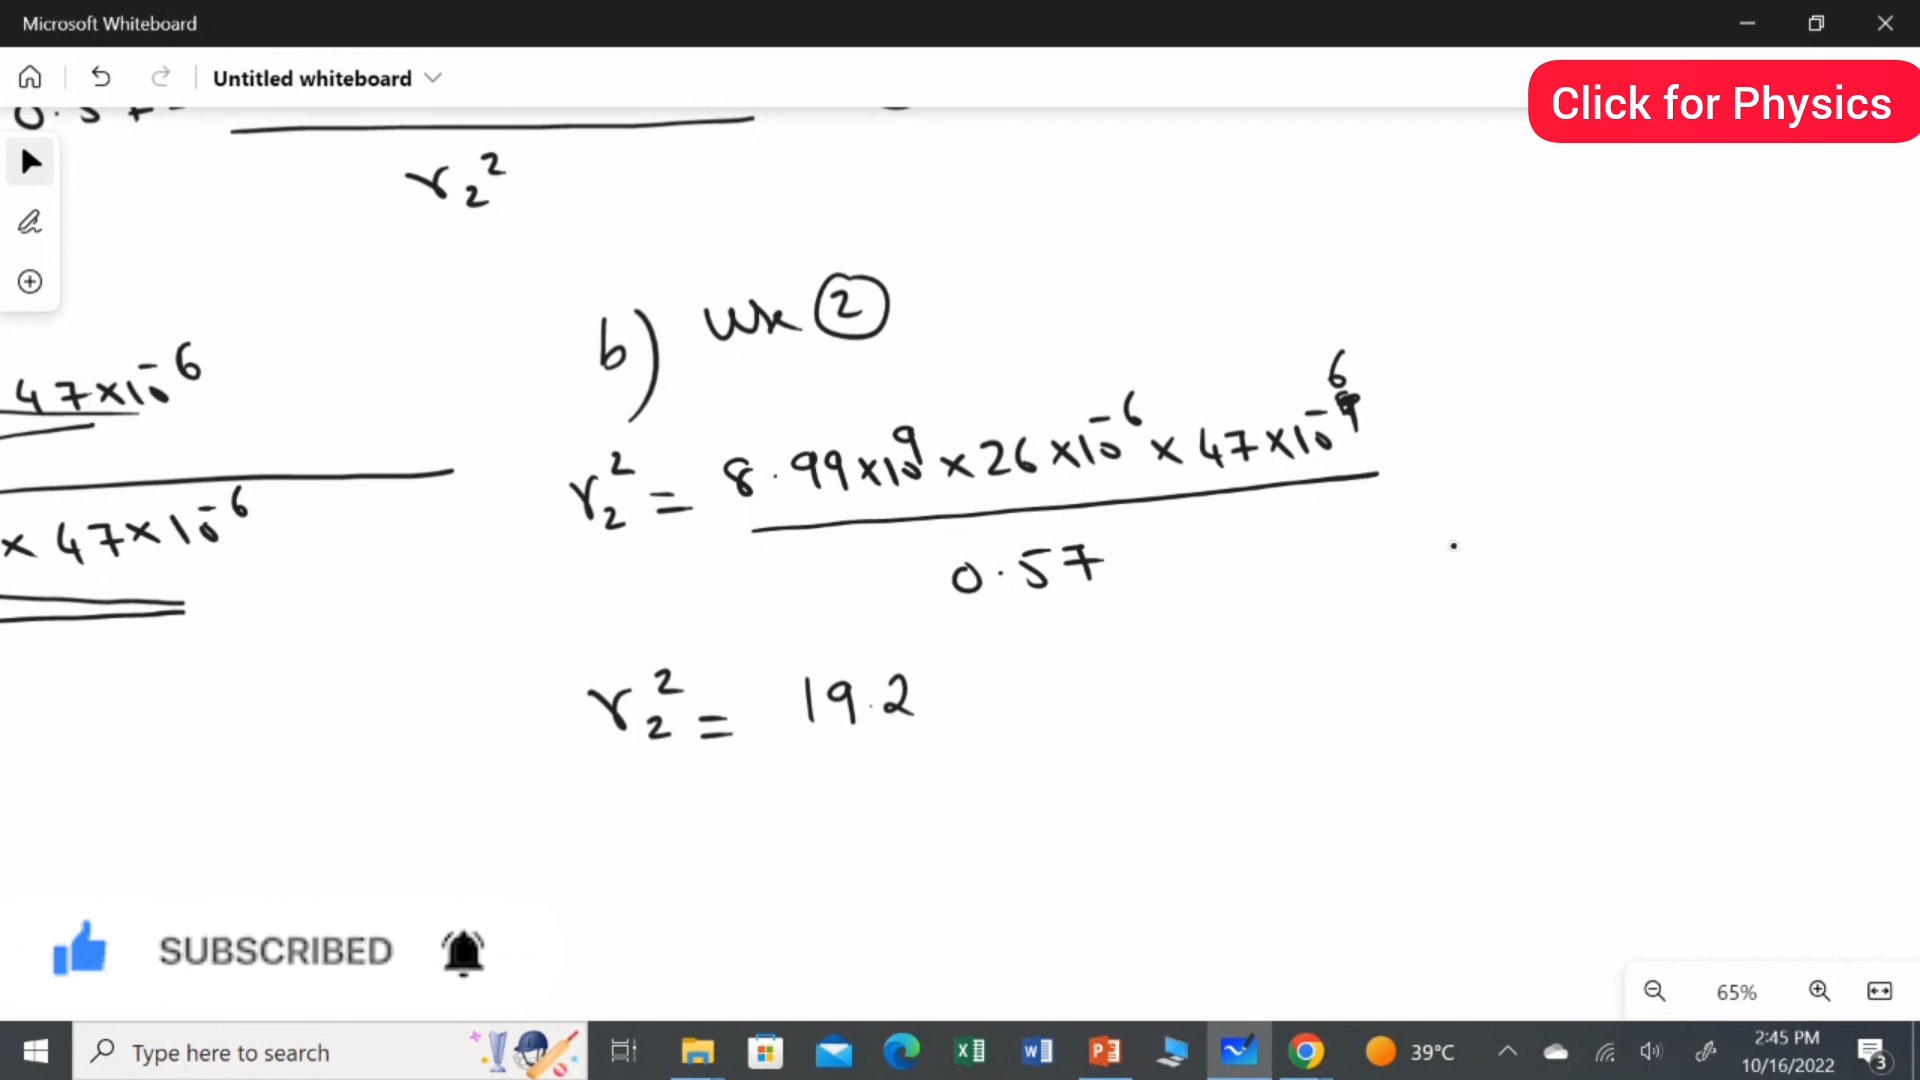 Microsoft Whiteboard
Untitled whiteboard
Click for Physics
r₂²
b) use ②
47×10⁻⁶
r₂² = 8.99×10⁹ × 26×10⁻⁶ × 47×10⁻⁶
× 47×10⁻⁶
0.57
r₂² = 19.2
SUBSCRIBED
65%
Type here to search
39°C
2:45 PM
10/16/2022
3